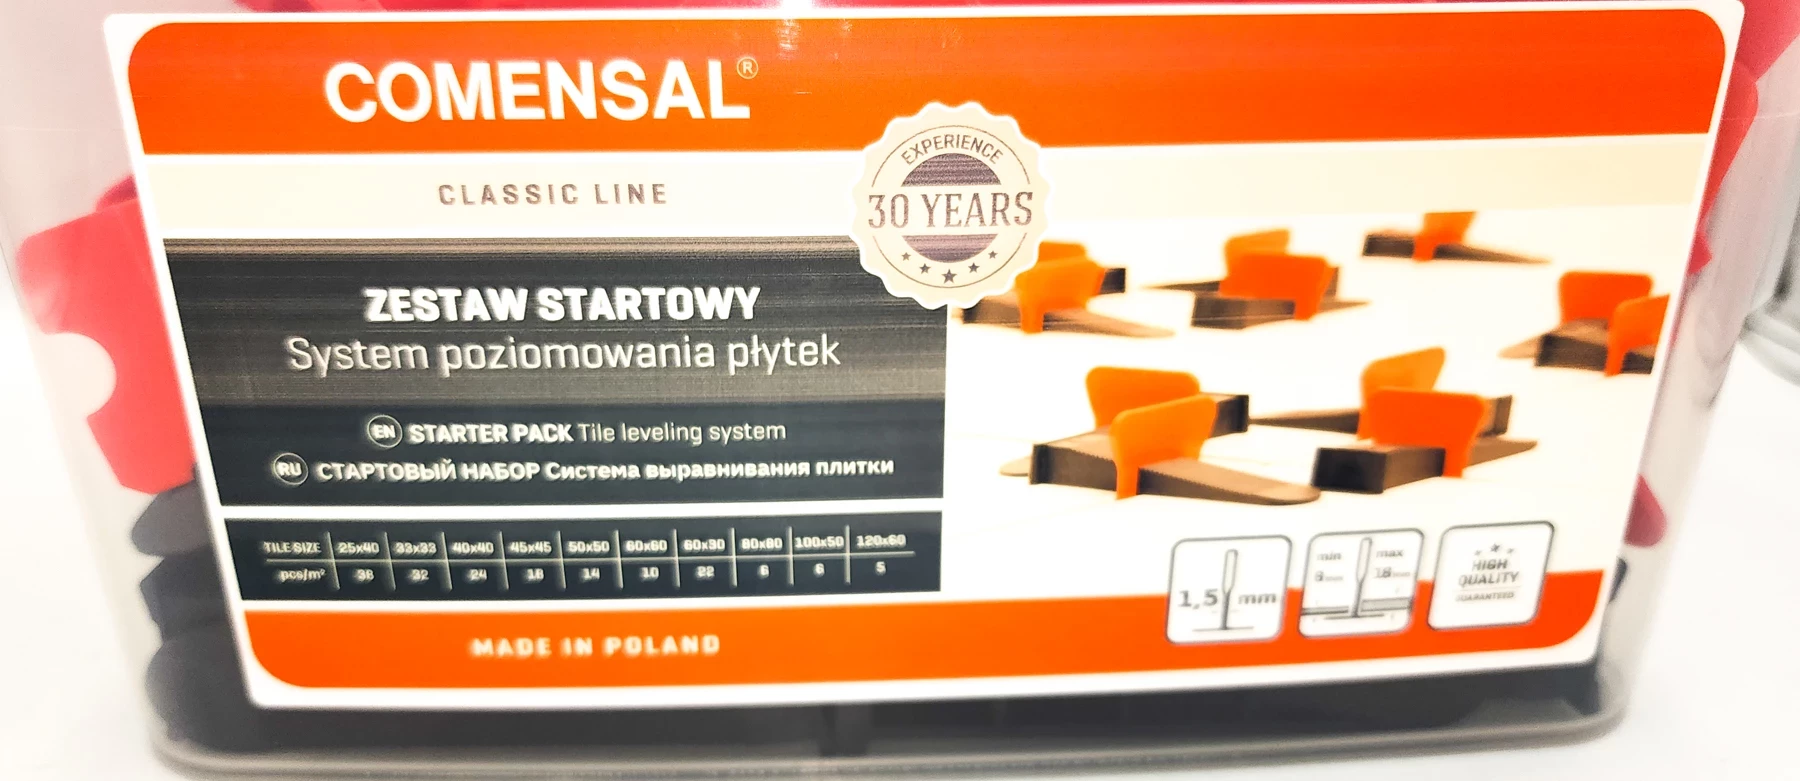 COMENSAL®
CLASSIC LINE
EXPERIENCE
30 YEARS
ZESTAW STARTOWY
System poziomowania płytek
EN STARTER PACK Tile leveling system
RU СТАРТОВЫЙ НАБОР Система выравнивания плитки
TILE SIZE 25x40 33x33 40x40 45x45 50x50 60x60 60x30 80x80 100x50 120x60
pcs/m² 38 32 24 18 14 10 22 6 6 5
1,5 mm
min max
18mm
HIGH
QUALITY
GUARANTEED
MADE IN POLAND